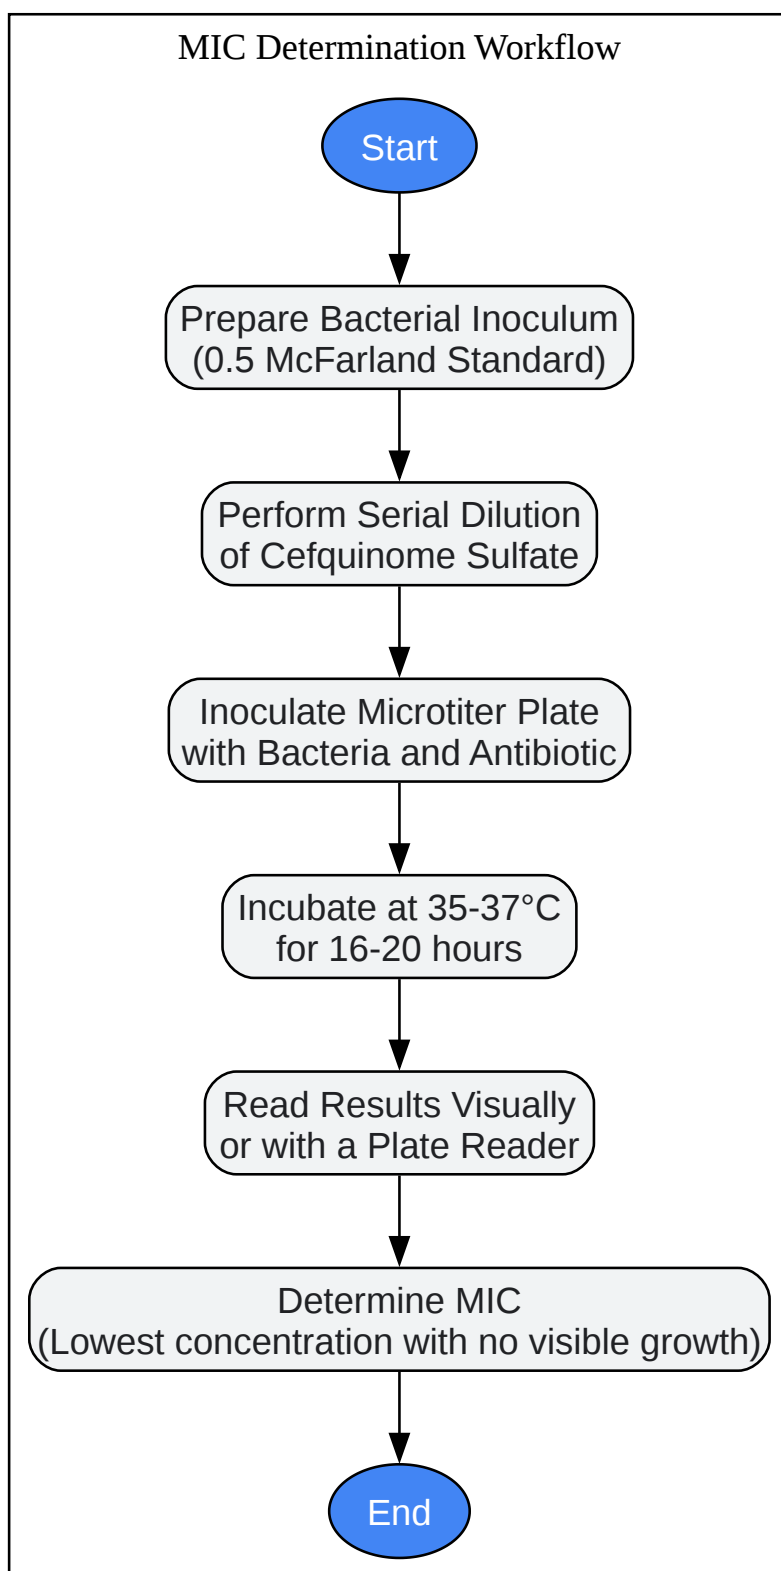 MIC Determination Workflow
Start
Prepare Bacterial Inoculum
(0.5 McFarland Standard)
Perform Serial Dilution
of Cefquinome Sulfate
Inoculate Microtiter Plate
with Bacteria and Antibiotic
Incubate at 35-37°C
for 16-20 hours
Read Results Visually
or with a Plate Reader
Determine MIC
(Lowest concentration with no visible growth)
End